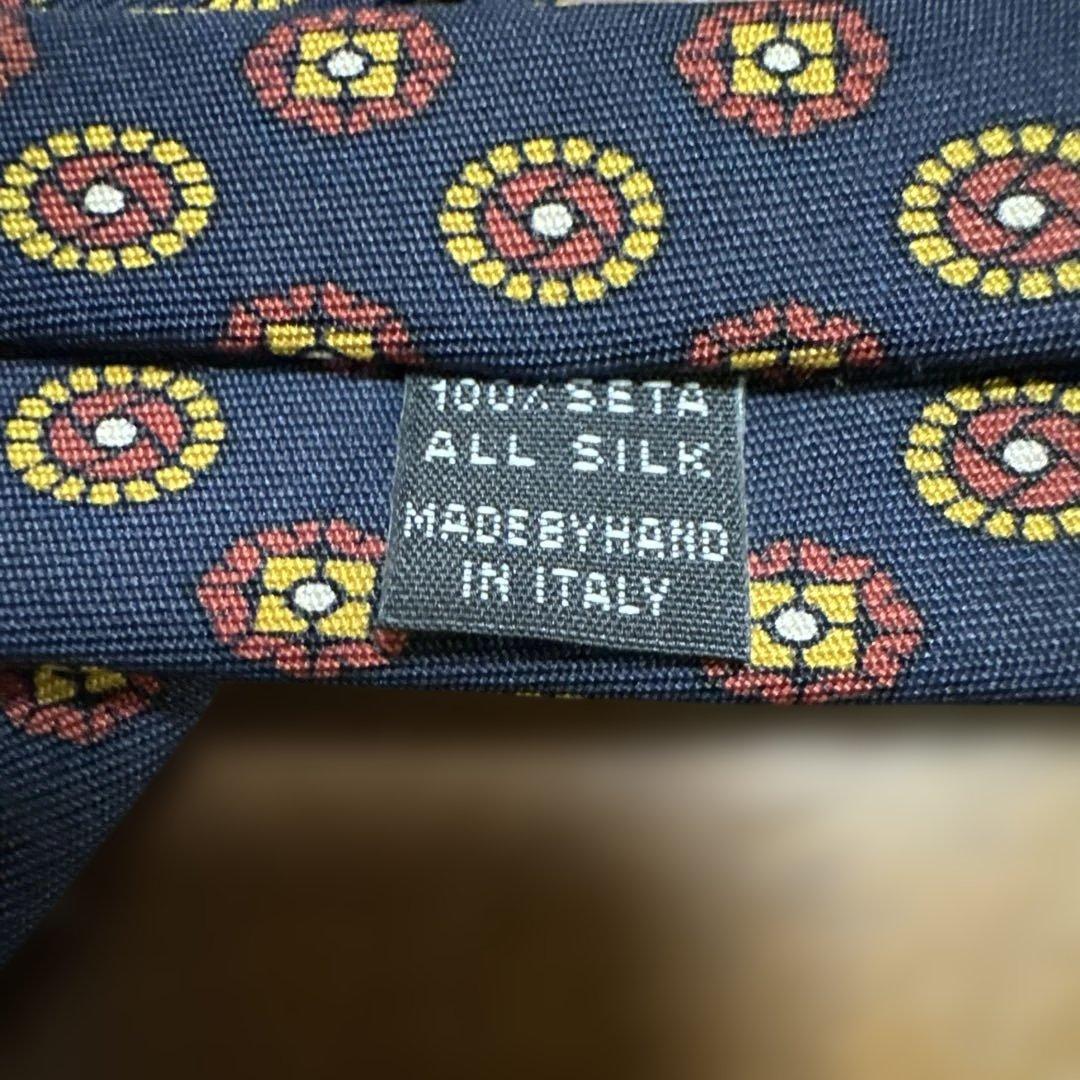 100% SETA
ALL SILK
MADE BY HAND
IN ITALY